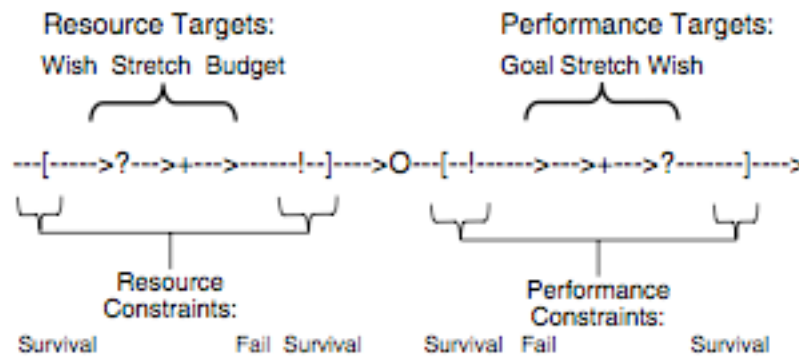 Resource Targets: Performance Targets:
Wish Stretch Budget Goal Stretch Wish
---[----->?--->+--->------!--]---->O---[--!------>--->+--->?-------]---->
Resource Performance
Constraints: Constraints:
Survival Fail Survival Survival Fail Survival